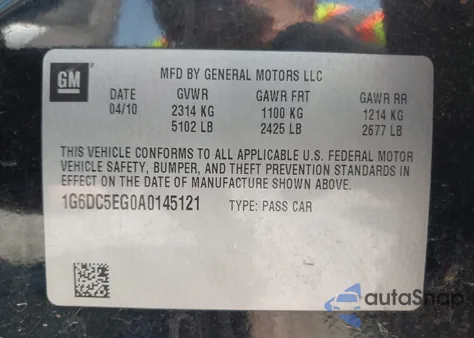 GM
MFD BY GENERAL MOTORS LLC
DATE GVWR GAWR FRT GAWR RR
04/10 2314 KG 1100 KG 1214 KG
5102 LB 2425 LB 2677 LB
THIS VEHICLE CONFORMS TO ALL APPLICABLE U.S. FEDERAL MOTOR
VEHICLE SAFETY, BUMPER, AND THEFT PREVENTION STANDARDS IN
EFFECT ON THE DATE OF MANUFACTURE SHOWN ABOVE.
1G6DC5EG0A0145121 TYPE: PASS CAR
autoSnap